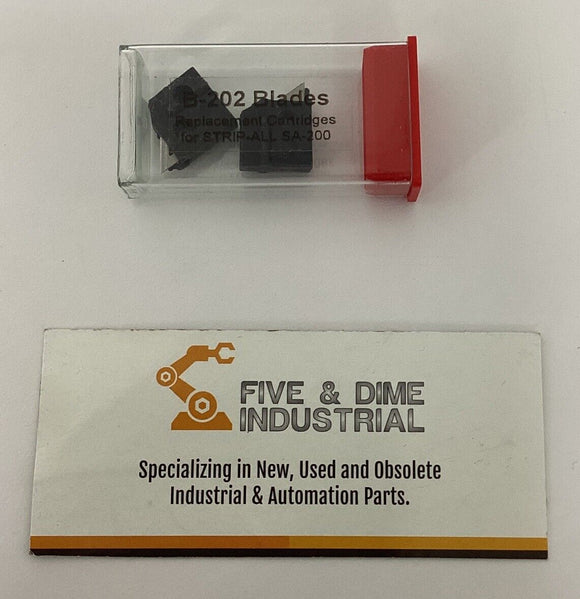 B-202 Blades
Replacement Cartridges
for STRIP-ALL SA-200
FIVE & DIME
INDUSTRIAL
Specializing in New, Used and Obsolete
Industrial & Automation Parts.